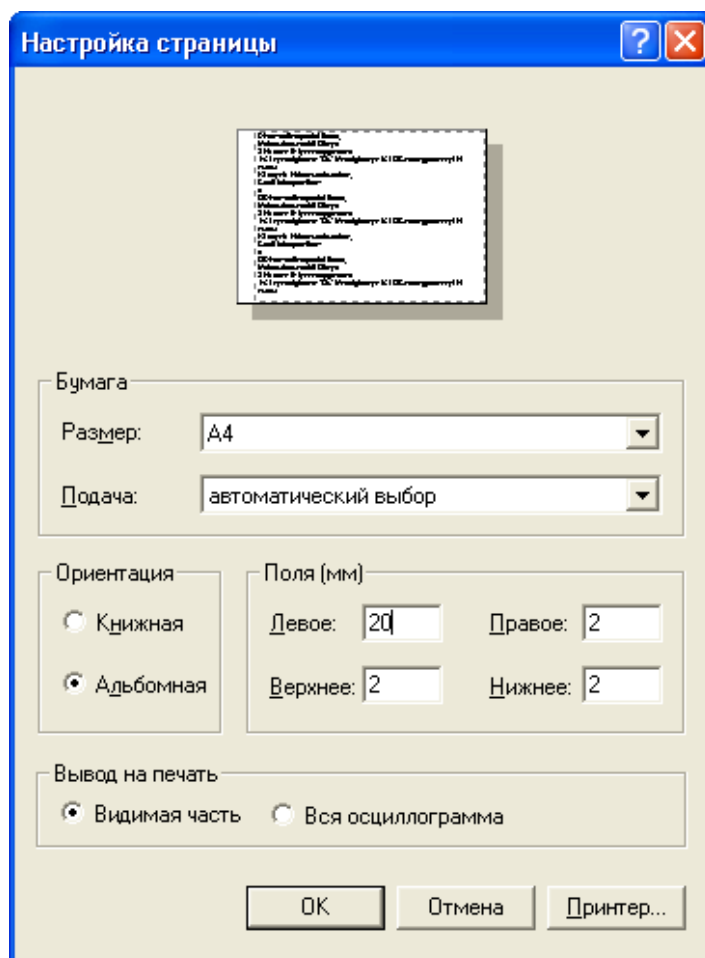 Настройка страницы
Бумага
Размер: A4
Подача: автоматический выбор
Ориентация
Книжная
Альбомная
Поля (мм)
Левое: 20 Правое: 2
Верхнее: 2 Нижнее: 2
Вывод на печать
Видимая часть Вся осциллограмма
OK Отмена Принтер...